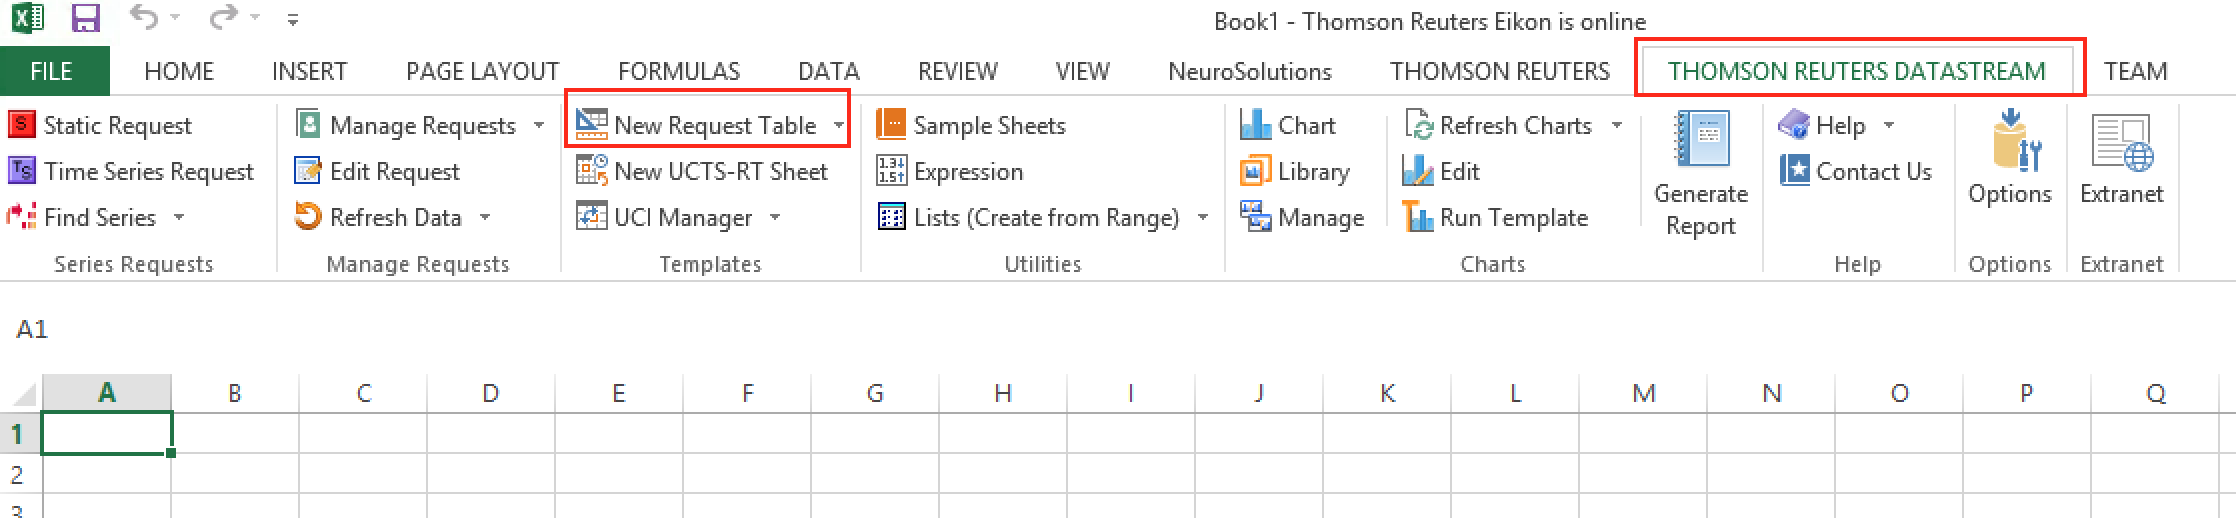 Book1 - Thomson Reuters Eikon is online
FILE HOME INSERT PAGE LAYOUT FORMULAS DATA REVIEW VIEW NeuroSolutions THOMSON REUTERS THOMSON REUTERS DATASTREAM TEAM
S Static Request
Ts Time Series Request
Find Series
Series Requests
Manage Requests
Edit Request
Refresh Data
Manage Requests
New Request Table
New UCTS-RT Sheet
UCI Manager
Templates
Sample Sheets
Expression
Lists (Create from Range)
Utilities
Chart
Library
Manage
Refresh Charts
Edit
Run Template
Charts
Generate
Report
Help
Contact Us
Help
Options
Options
Extranet
Extranet
A1
A B C D E F G H I J K L M N O P Q
1
2
3